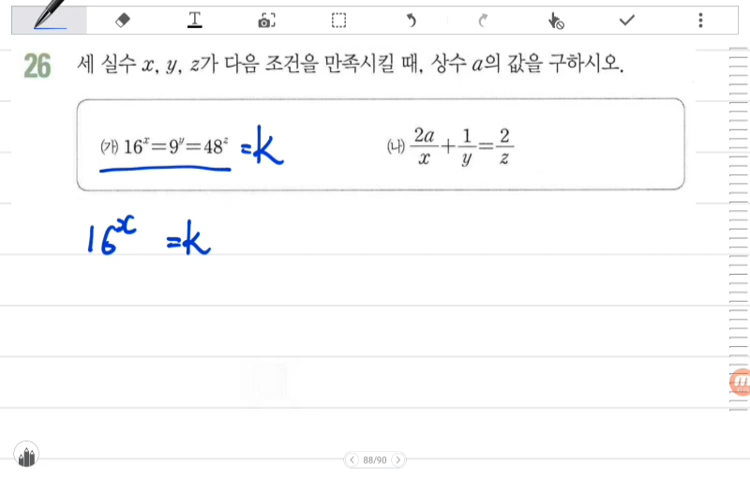 26 세 실수 x, y, z가 다음 조건을 만족시킬 때, 상수 a의 값을 구하시오.
㈎ 16^x=9^y=48^z =k
㈏ 2a/x + 1/y = 2/z
16^x =k
88/90